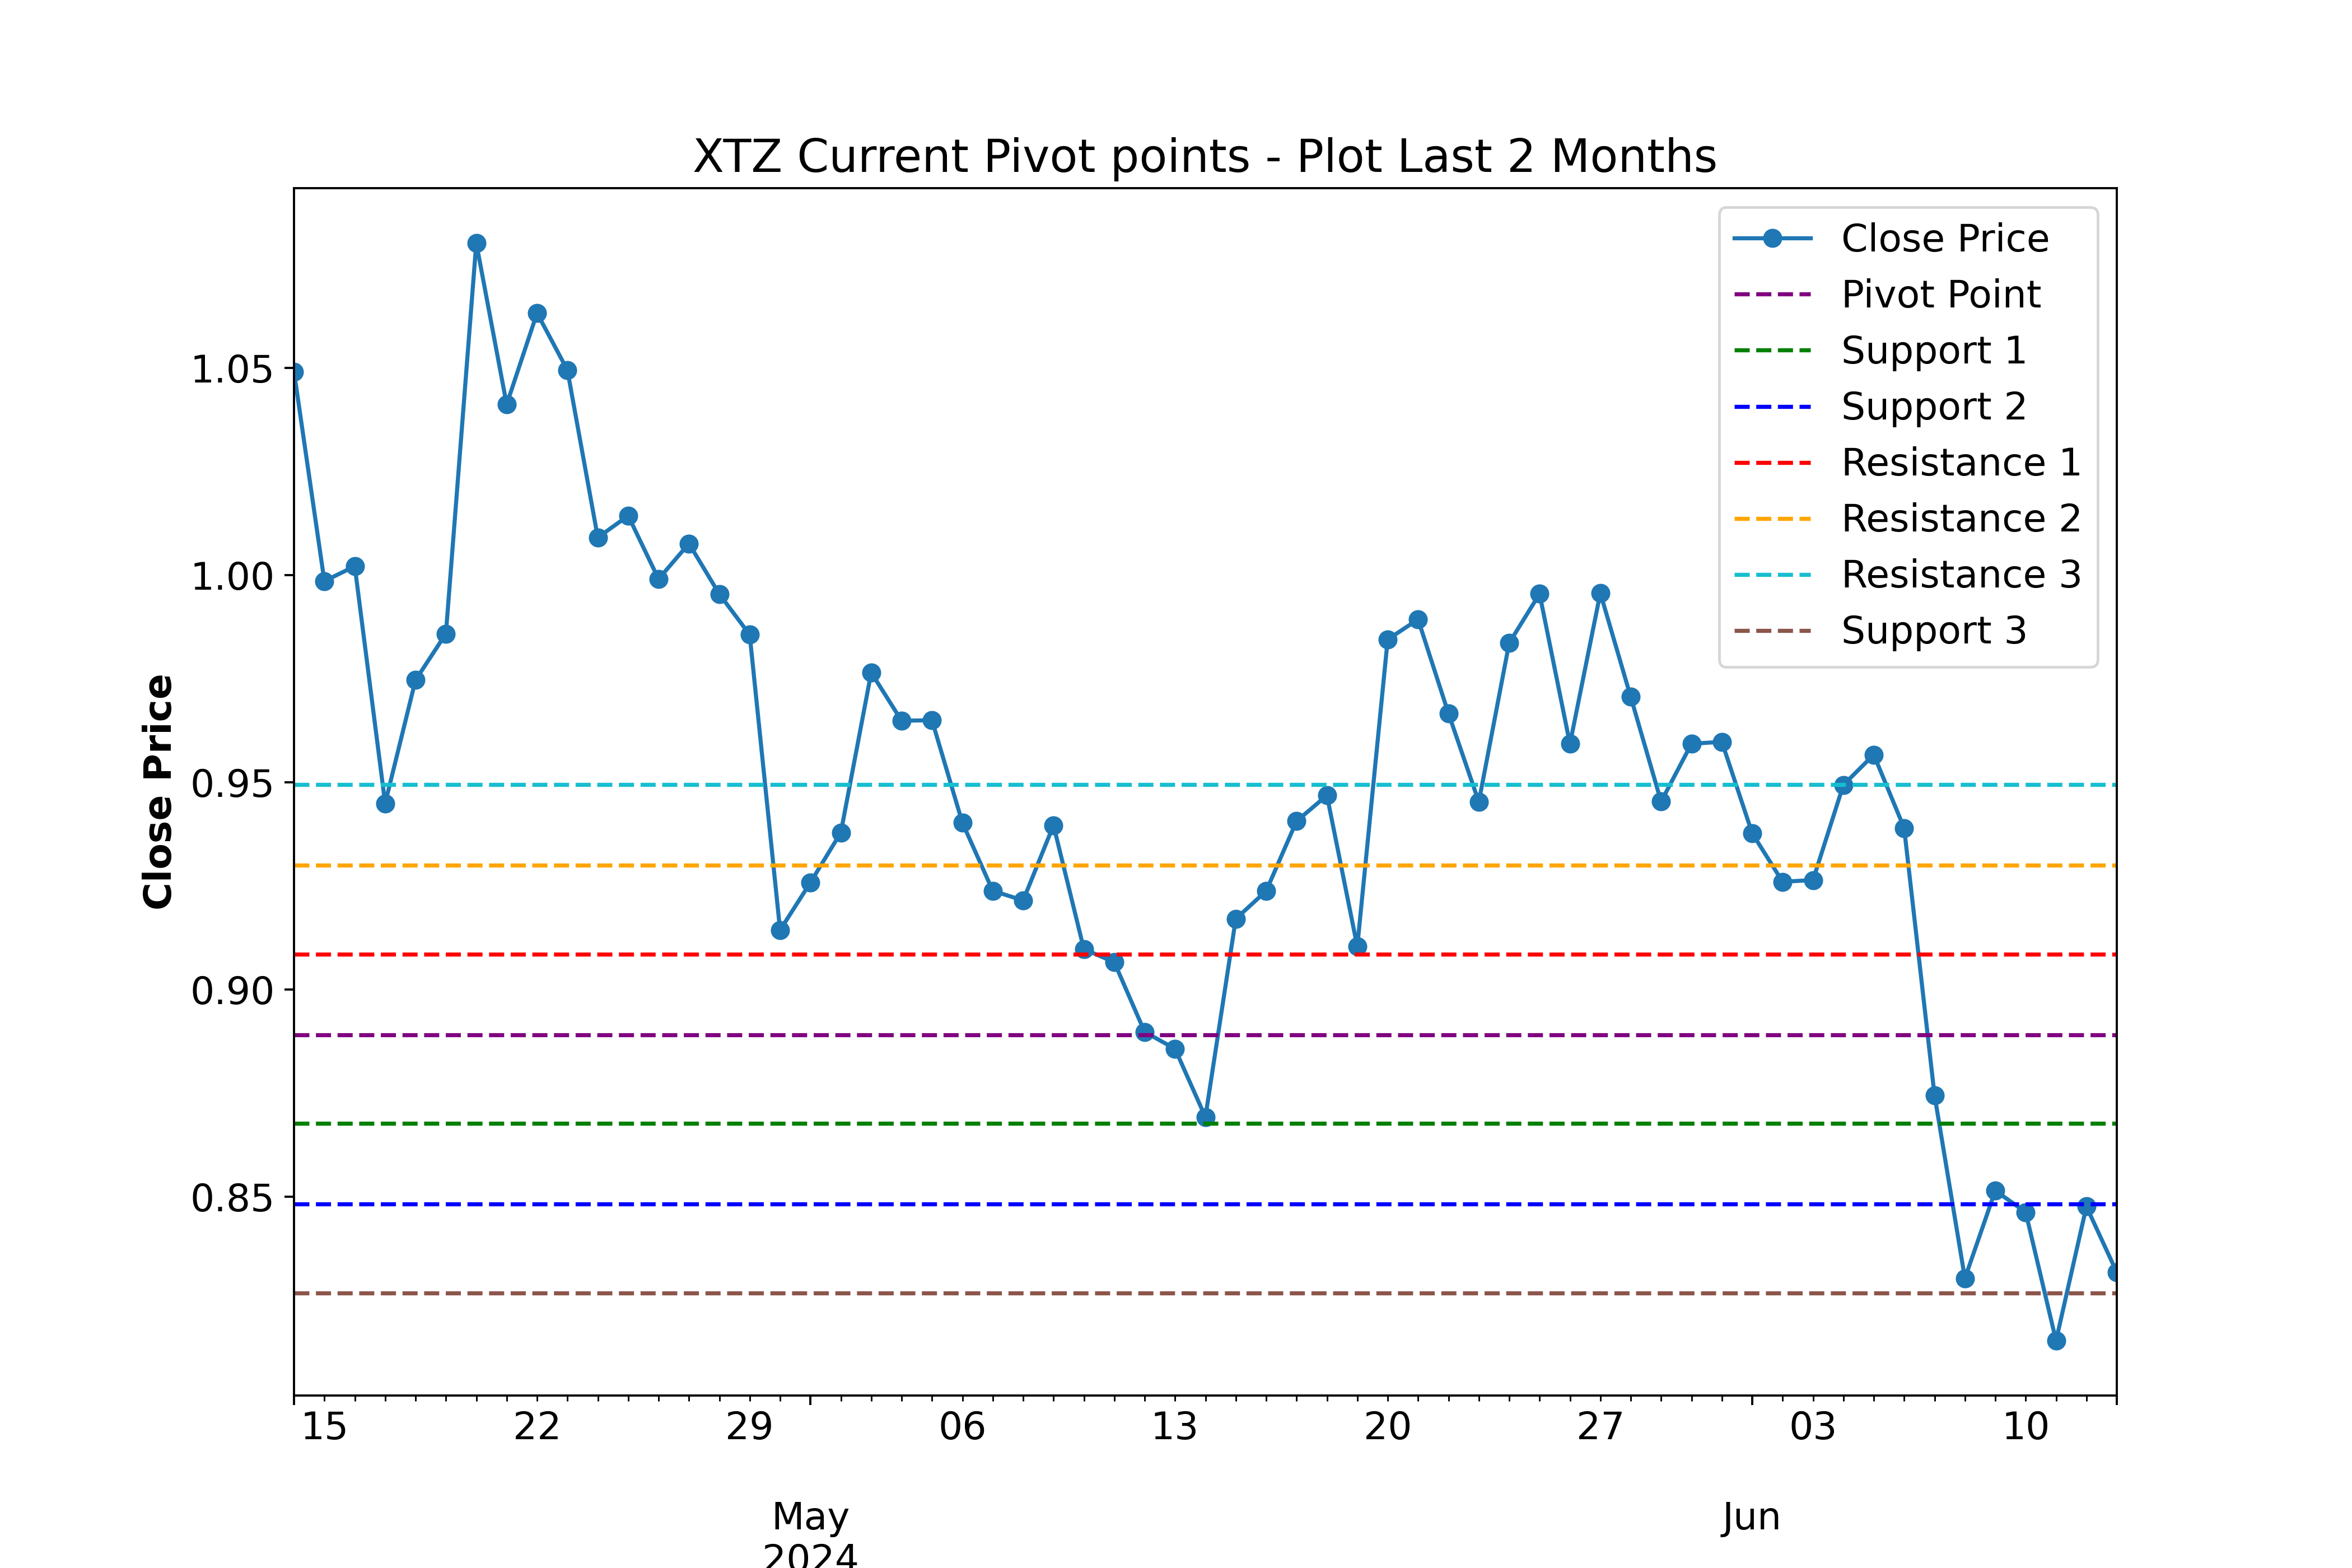 XTZ Current Pivot points - Plot Last 2 Months
Close Price
Pivot Point
Support 1
Support 2
Resistance 1
Resistance 2
Resistance 3
Support 3
Close Price
1.05
1.00
0.95
0.90
0.85
15 22 29 06 13 20 27 03 10
May Jun
2024